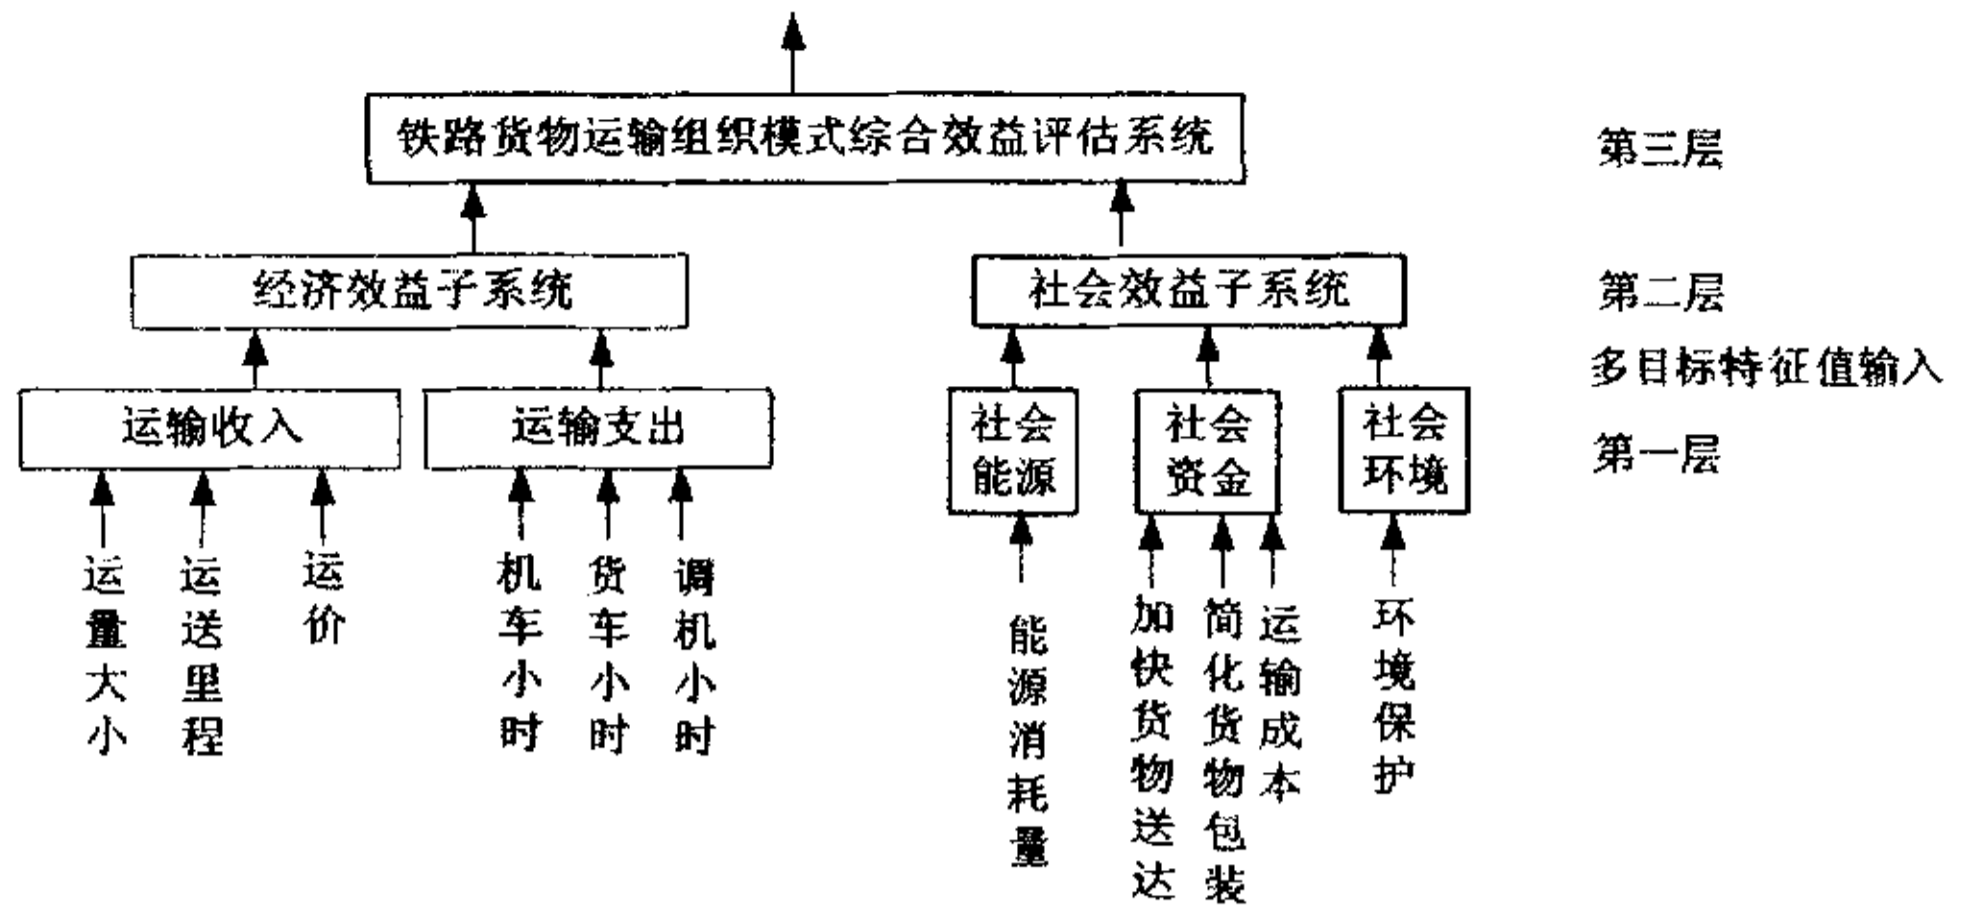 铁路货物运输组织模式综合效益评估系统
第三层
经济效益子系统
社会效益子系统
第二层
多目标特征值输入
运输收入
运输支出
社会
能源
社会
资金
社会
环境
第一层
运量大小
运送里程
运价
机车小时
货车小时
调机小时
能源消耗量
加快货物送达
简化货物包装
运输成本
环境保护